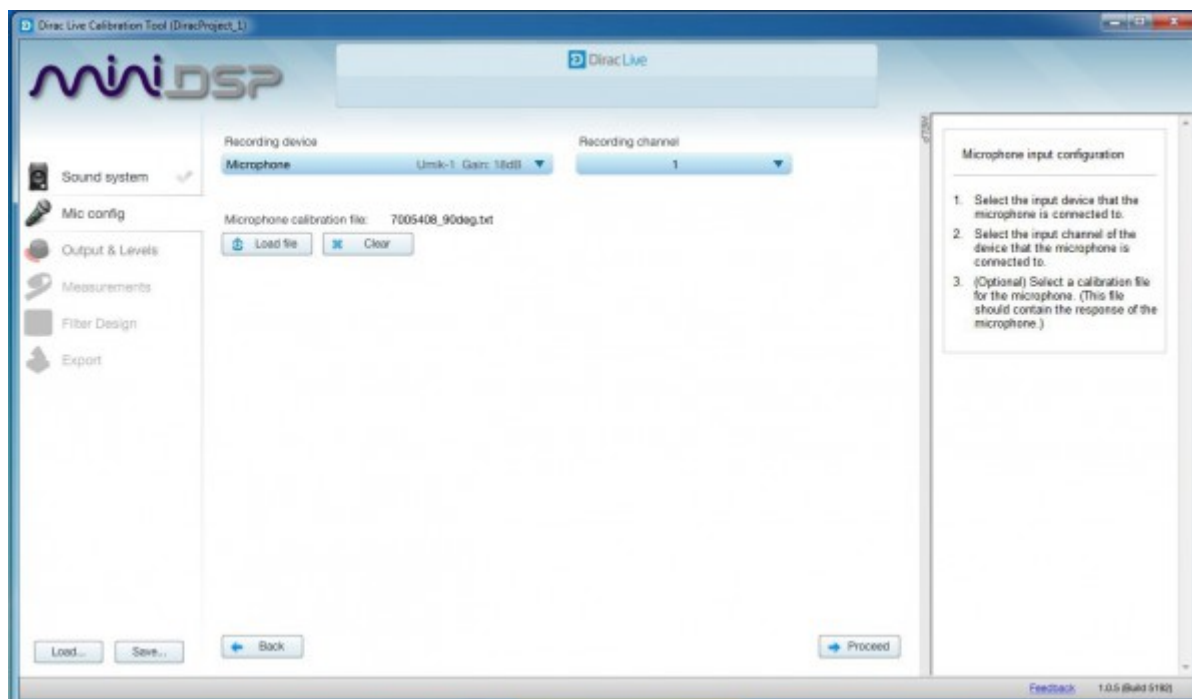 Dirac Live Calibration Tool (DiracProject_1)
miniDSP
Dirac Live
Recording device
Recording channel
Microphone Umik-1 Gain: 18dB
1
Sound system
Mic config
Output & Levels
Measurements
Filter Design
Export
Microphone calibration file: 7005408_90deg.txt
Load file
Clear
HELP
Microphone input configuration
1. Select the input device that the
microphone is connected to.
2. Select the input channel of the
device that the microphone is
connected to.
3. (Optional) Select a calibration file
for the microphone. (This file
should contain the response of the
microphone.)
Load...
Save...
Back
Proceed
Feedback
1.0.5 (Build 5192)